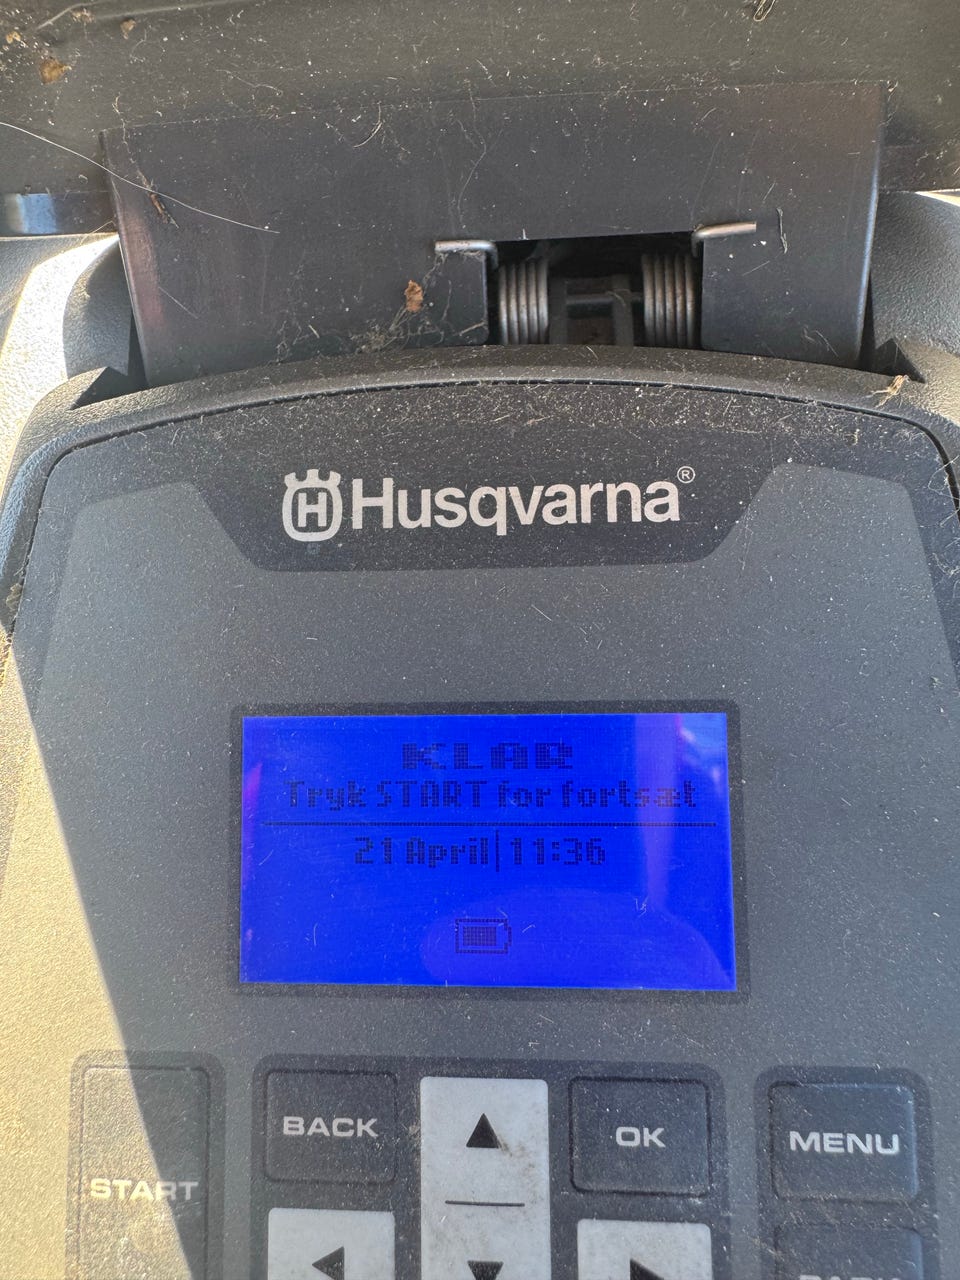 H Husqvarna®
KLAR
Tryk START for fortsæt
21 April|11:36
BACK
OK
MENU
START